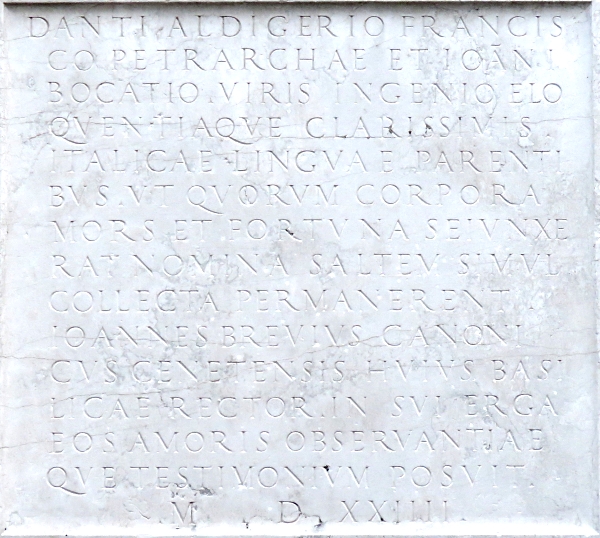 DANTI ALDIGERIO FRANCIS
CO PETRARCHAE ET IOĀNI
BOCATIO VIRIS INGENIO ELO
QVENTIAQVE CLARISSIMIS
ITALICAE LINGVAE PARENTI
BVS VT QVORVM CORPORA
MORS ET FORTVNA SEIVNXE
RAT NOMINA SALTEM SIMVL
COLLECTA PERMANERENT
IOANNES BREVIVS CANONI
CVS CENETENSIS HVIVS BASI
LICAE RECTOR IN SVI ERGA
EOS AMORIS OBSERVANTIAE
QVE TESTIMONIVM POSVIT
M D XXIIII